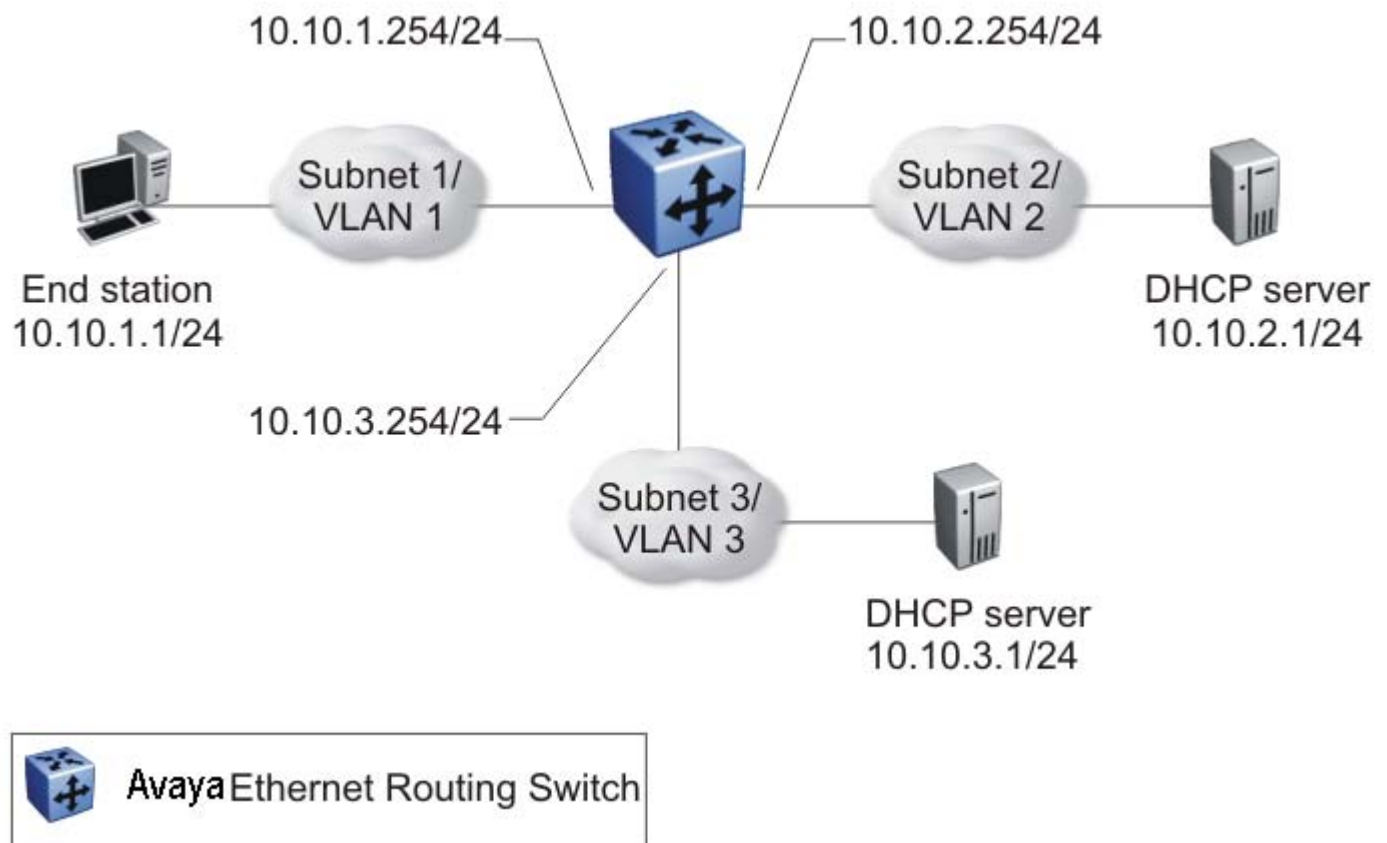 10.10.1.254/24
10.10.2.254/24
Subnet 1/
VLAN 1
Subnet 2/
VLAN 2
End station
10.10.1.1/24
DHCP server
10.10.2.1/24
10.10.3.254/24
Subnet 3/
VLAN 3
DHCP server
10.10.3.1/24
Avaya Ethernet Routing Switch